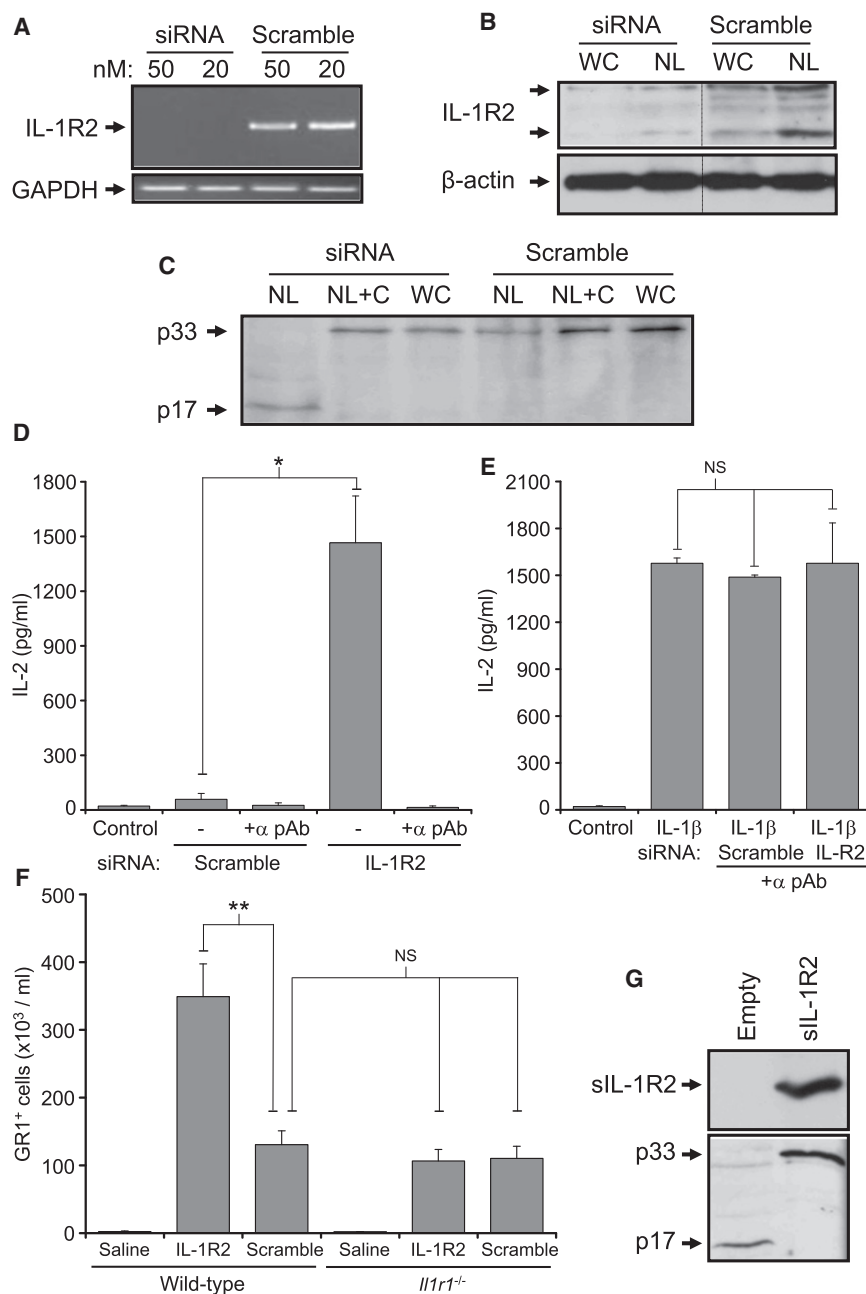 A
siRNA Scramble
nM: 50 20 50 20
IL-1R2
GAPDH
B
siRNA Scramble
WC NL WC NL
IL-1R2
β-actin
C
siRNA Scramble
NL NL+C WC NL NL+C WC
p33
p17
D
IL-2 (pg/ml)
1800
1500
1200
900
600
300
0
*
Control - +α pAb - +α pAb
siRNA: Scramble IL-1R2
E
IL-2 (pg/ml)
2100
1800
1500
1200
900
600
300
0
NS
Control IL-1β IL-1β IL-1β
siRNA: Scramble IL-R2
+α pAb
F
GR1+ cells (x10³ / ml)
500
400
300
200
100
0
**
NS
Saline IL-1R2 Scramble Saline IL-1R2 Scramble
Wild-type Il1r1-/-
G
Empty sIL-1R2
sIL-1R2
p33
p17